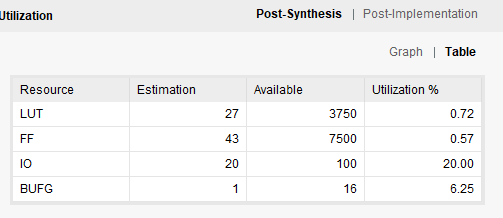 Utilization Post-Synthesis | Post-Implementation
Graph | Table
Resource Estimation Available Utilization %
LUT 27 3750 0.72
FF 43 7500 0.57
IO 20 100 20.00
BUFG 1 16 6.25